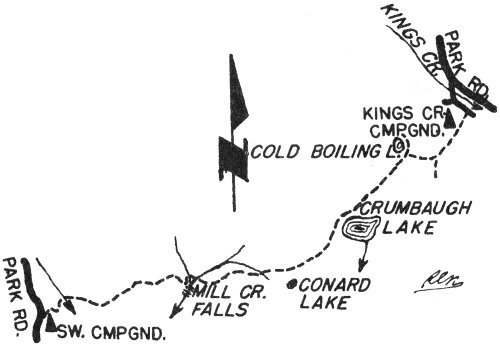 KINGS CR.
PARK RD.
KINGS CR.
CMPGND.
COLD BOILING L.
CRUMBAUGH
LAKE
PARK RD.
MILL CR.
FALLS
CONARD
LAKE
SW. CMPGND.